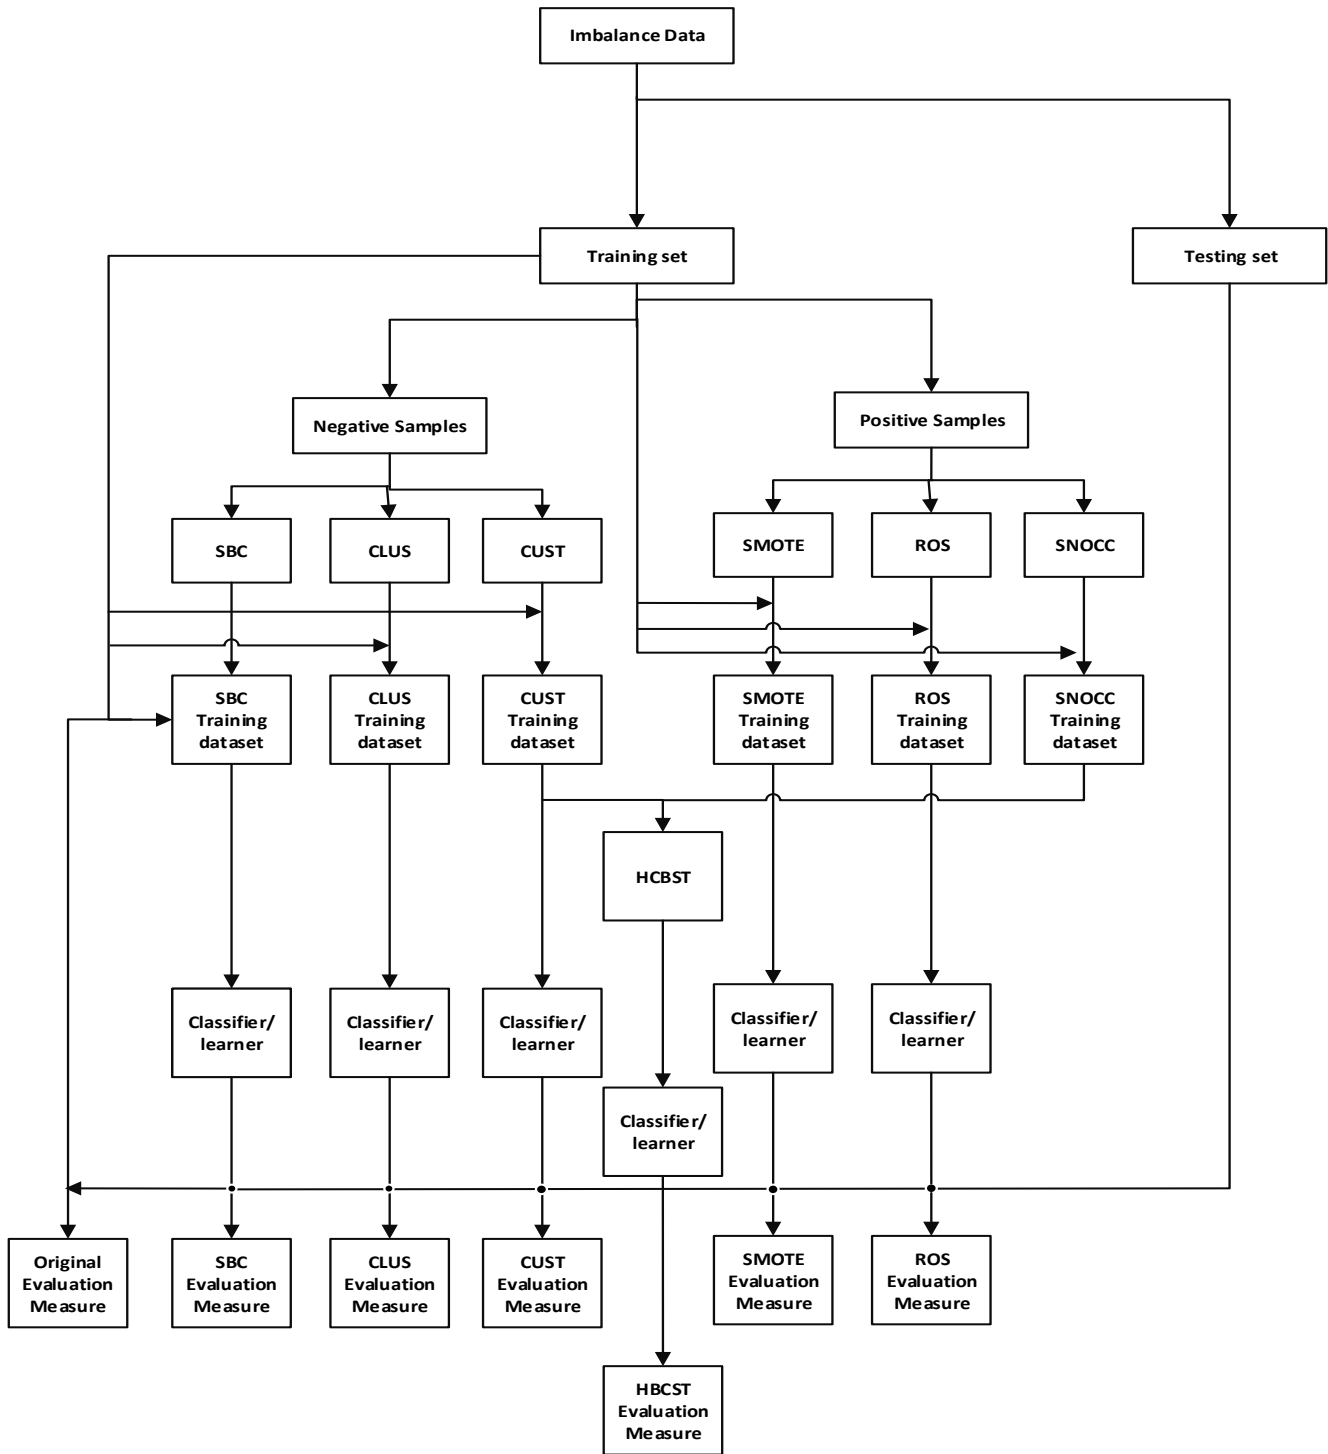 Imbalance Data
Training set
Testing set
Negative Samples
Positive Samples
SBC
CLUS
CUST
SMOTE
ROS
SNOCC
SBC
Training
dataset
CLUS
Training
dataset
CUST
Training
dataset
SMOTE
Training
dataset
ROS
Training
dataset
SNOCC
Training
dataset
HCBST
Classifier/
learner
Classifier/
learner
Classifier/
learner
Classifier/
learner
Classifier/
learner
Classifier/
learner
Original
Evaluation
Measure
SBC
Evaluation
Measure
CLUS
Evaluation
Measure
CUST
Evaluation
Measure
SMOTE
Evaluation
Measure
ROS
Evaluation
Measure
HBCST
Evaluation
Measure